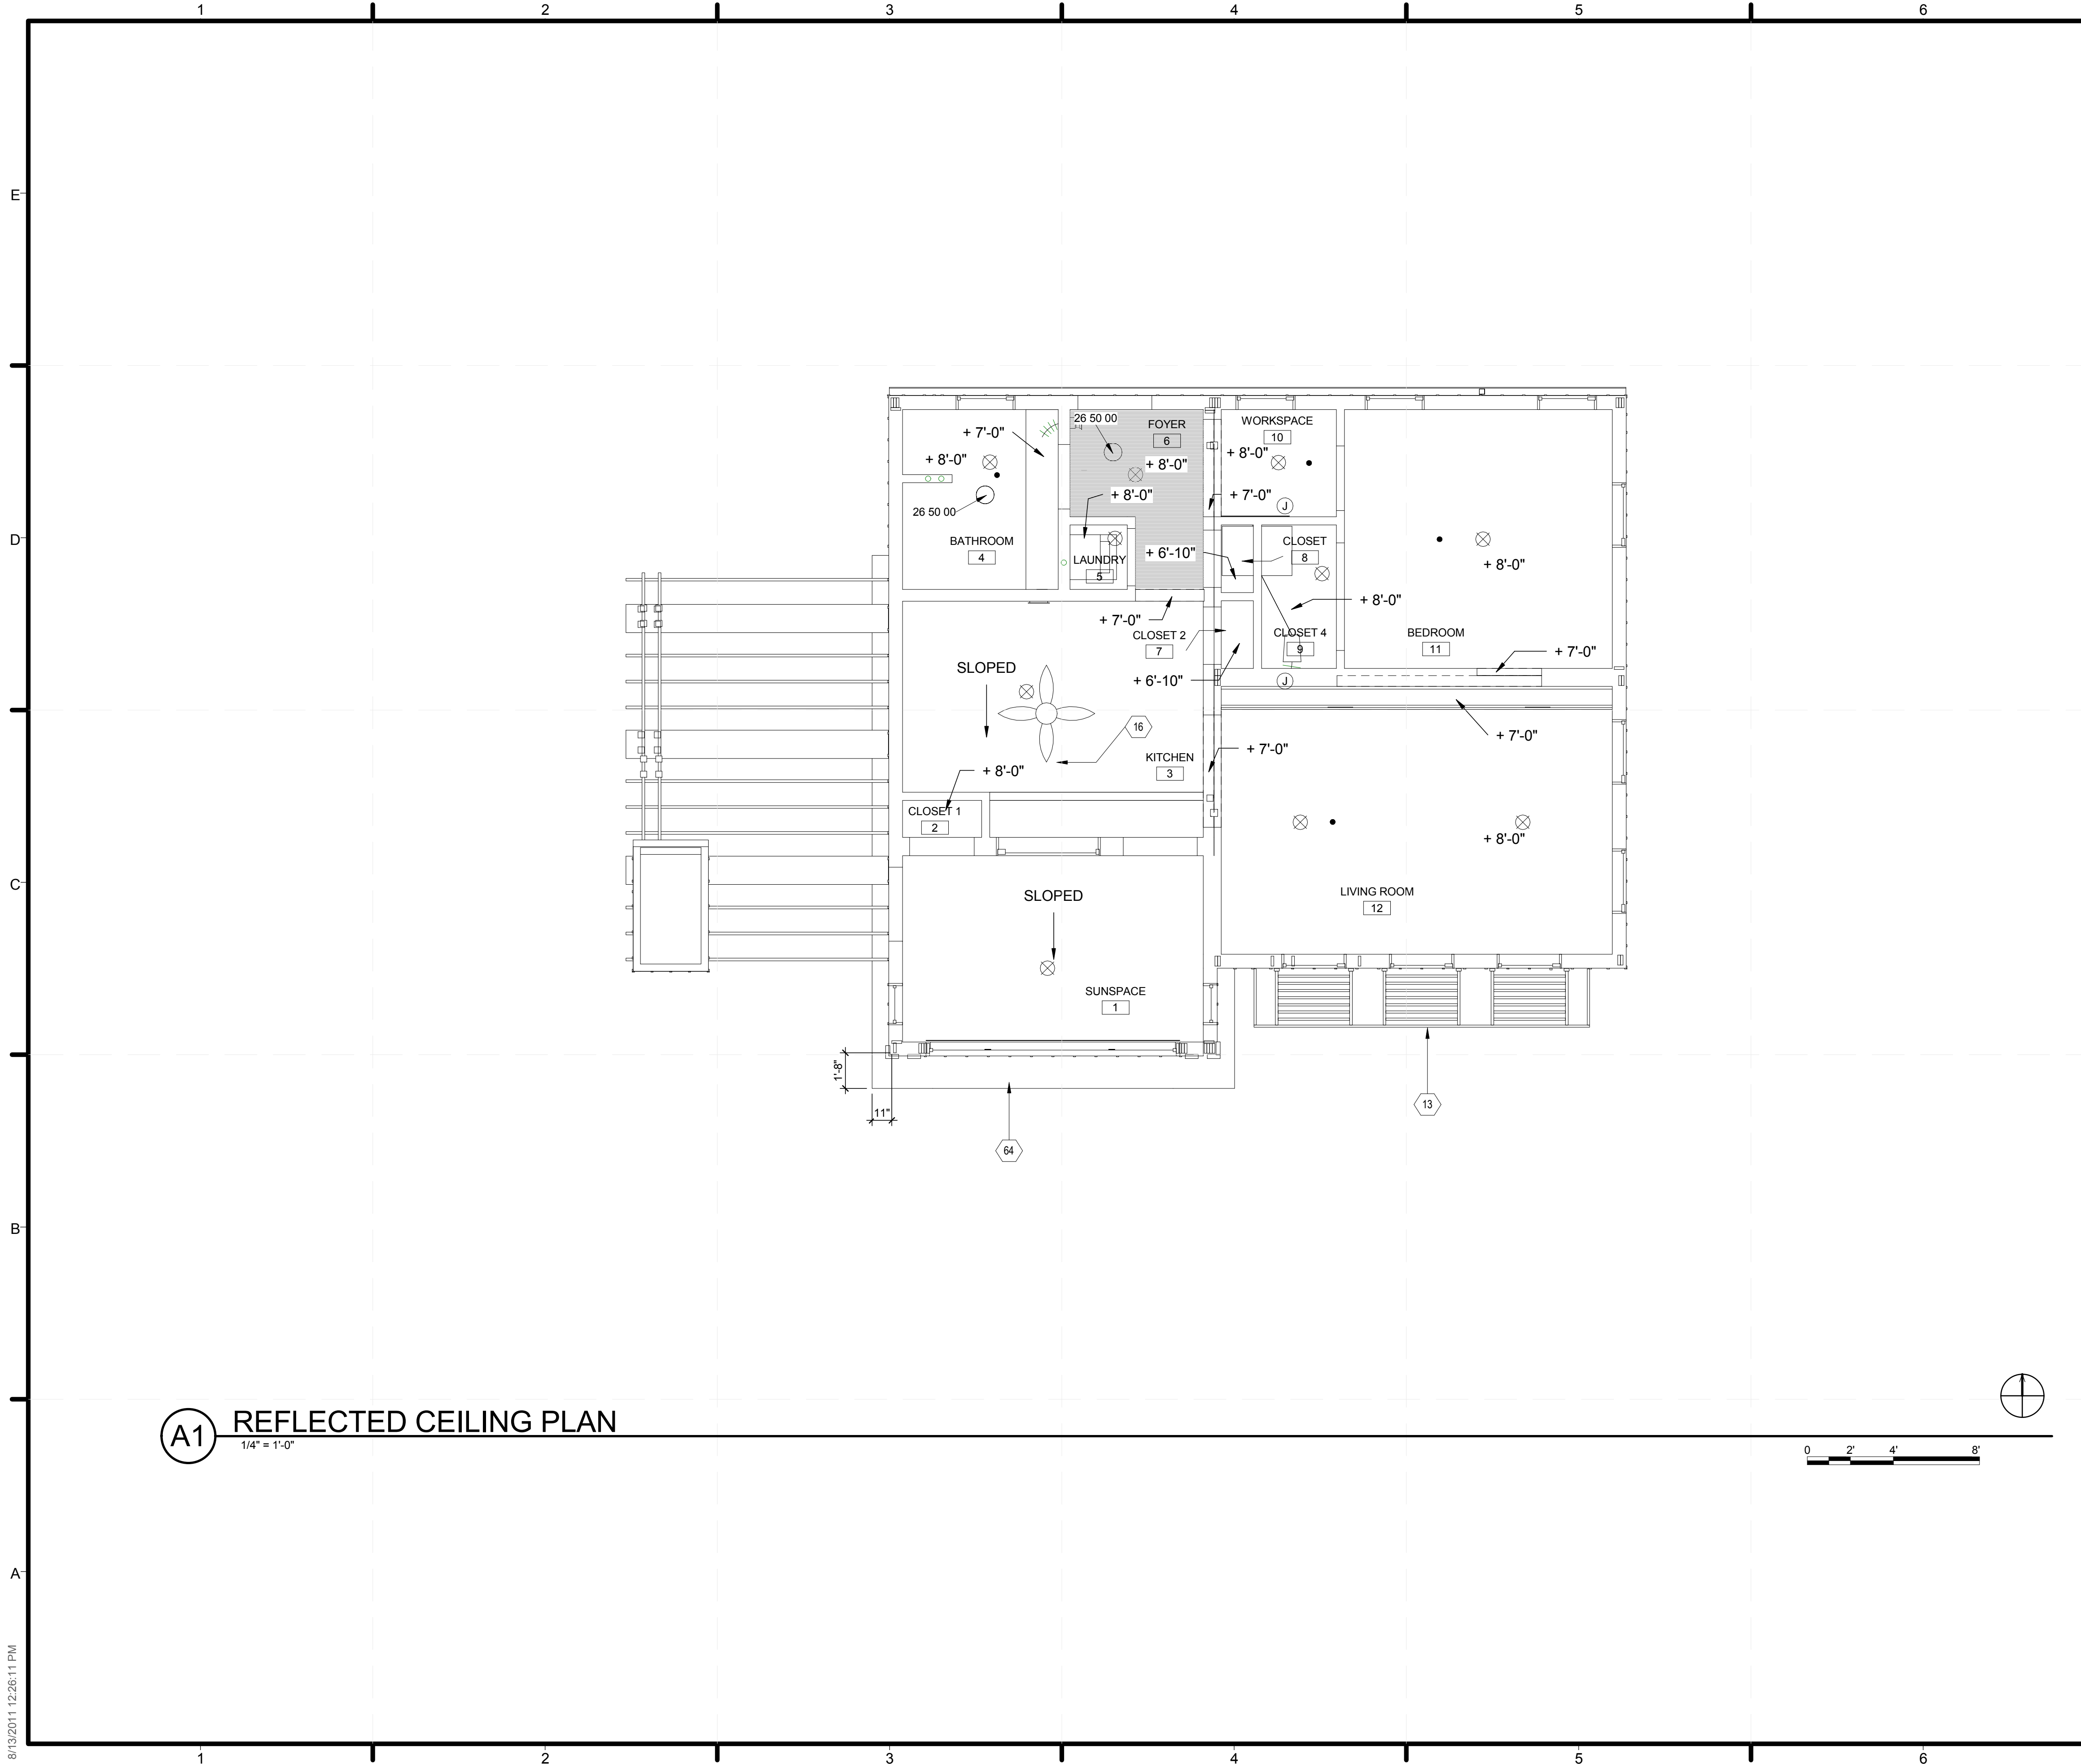 1 2 3 4 5 6
E
D
C
B
A
26 50 00
FOYER
6
WORKSPACE
10
+ 7'-0"
+ 8'-0"
+ 8'-0"
+ 8'-0"
+ 8'-0"
+ 7'-0"
J
26 50 00
BATHROOM
4
LAUNDRY
5
+ 6'-10"
CLOSET
8
+ 8'-0"
+ 8'-0"
+ 7'-0"
CLOSET 2
7
CLOSET 4
9
BEDROOM
11
+ 7'-0"
SLOPED
+ 6'-10"
J
16
+ 7'-0"
+ 7'-0"
KITCHEN
3
+ 8'-0"
CLOSET 1
2
+ 8'-0"
SLOPED
LIVING ROOM
12
SUNSPACE
1
1'-8"
11"
13
64
A1
REFLECTED CEILING PLAN
1/4" = 1'-0"
0 2' 4' 8'
8/13/2011 12:26:11 PM
1 2 3 4 5 6